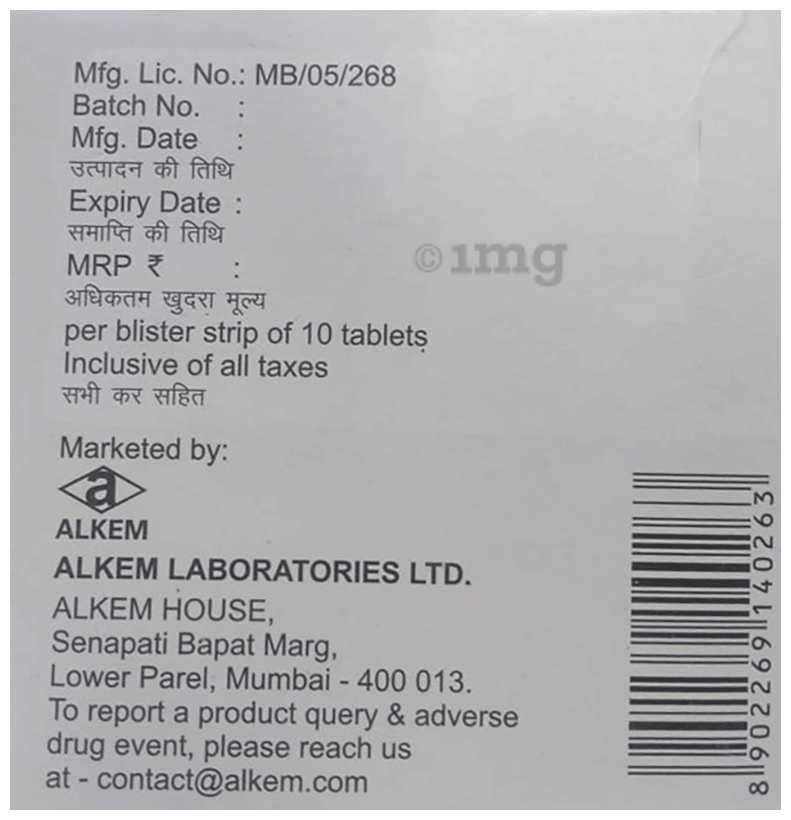 Mfg. Lic. No.: MB/05/268
Batch No. :
Mfg. Date :
उत्पादन की तिथि
Expiry Date :
समाप्ति की तिथि
MRP ₹ :
अधिकतम खुदरा मूल्य
per blister strip of 10 tablets
Inclusive of all taxes
सभी कर सहित
©1mg
Marketed by:
a
ALKEM
ALKEM LABORATORIES LTD.
ALKEM HOUSE,
Senapati Bapat Marg,
Lower Parel, Mumbai - 400 013.
To report a product query & adverse
drug event, please reach us
at - contact@alkem.com
8 902269 140263